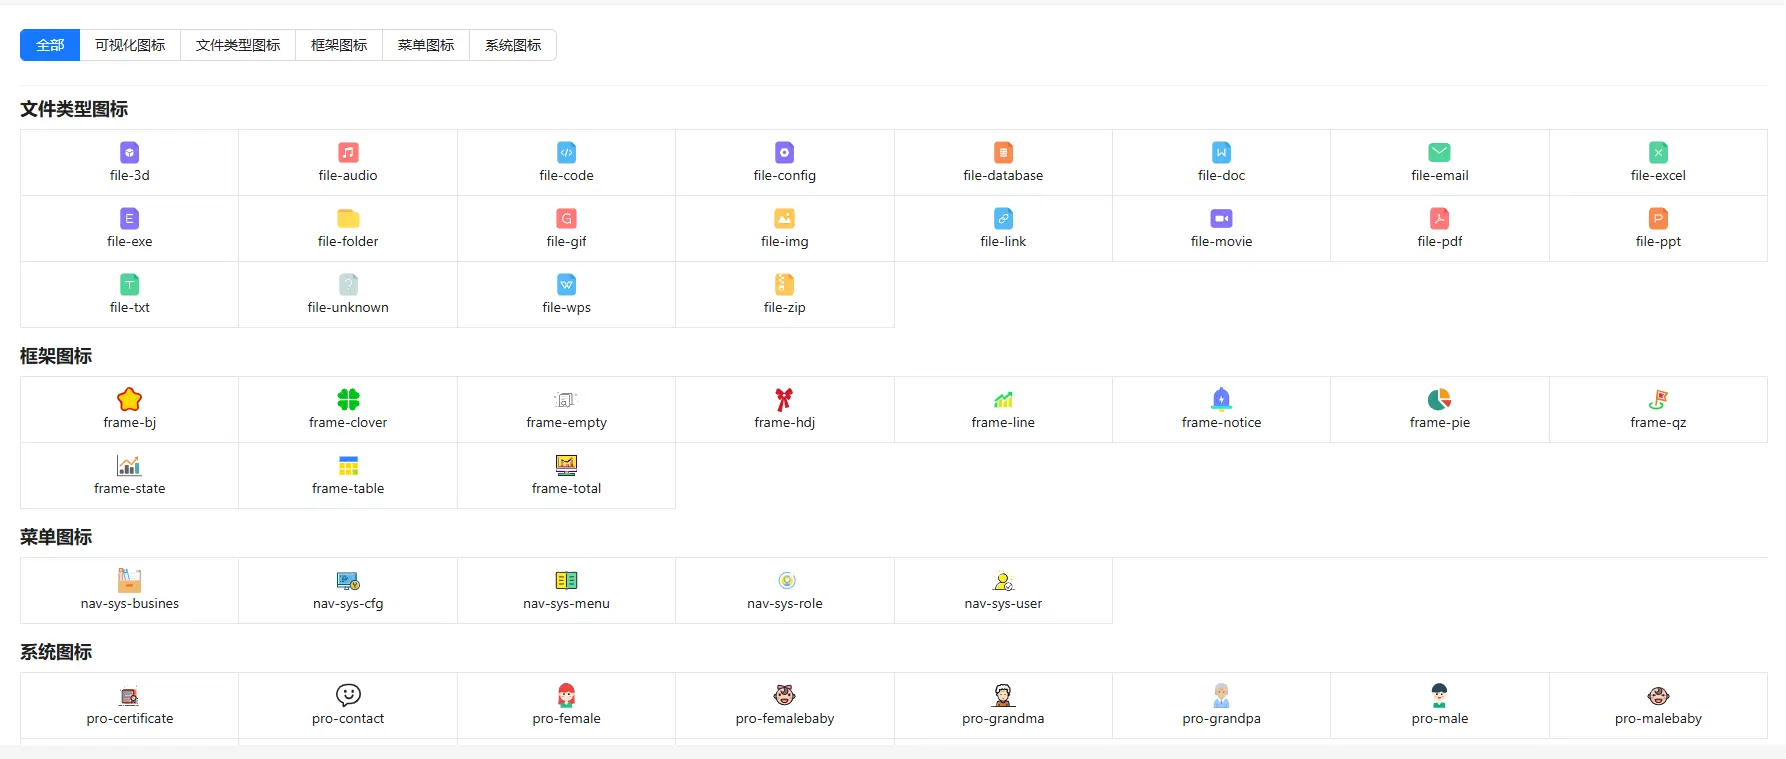 全部 可视化图标 文件类型图标 框架图标 菜单图标 系统图标
文件类型图标
file-3d file-audio file-code file-config file-database file-doc file-email file-excel
file-exe file-folder file-gif file-img file-link file-movie file-pdf file-ppt
file-txt file-unknown file-wps file-zip
框架图标
frame-bj frame-clover frame-empty frame-hdj frame-line frame-notice frame-pie frame-qz
frame-state frame-table frame-total
菜单图标
nav-sys-busines nav-sys-cfg nav-sys-menu nav-sys-role nav-sys-user
系统图标
pro-certificate pro-contact pro-female pro-femalebaby pro-grandma pro-grandpa pro-male pro-malebaby